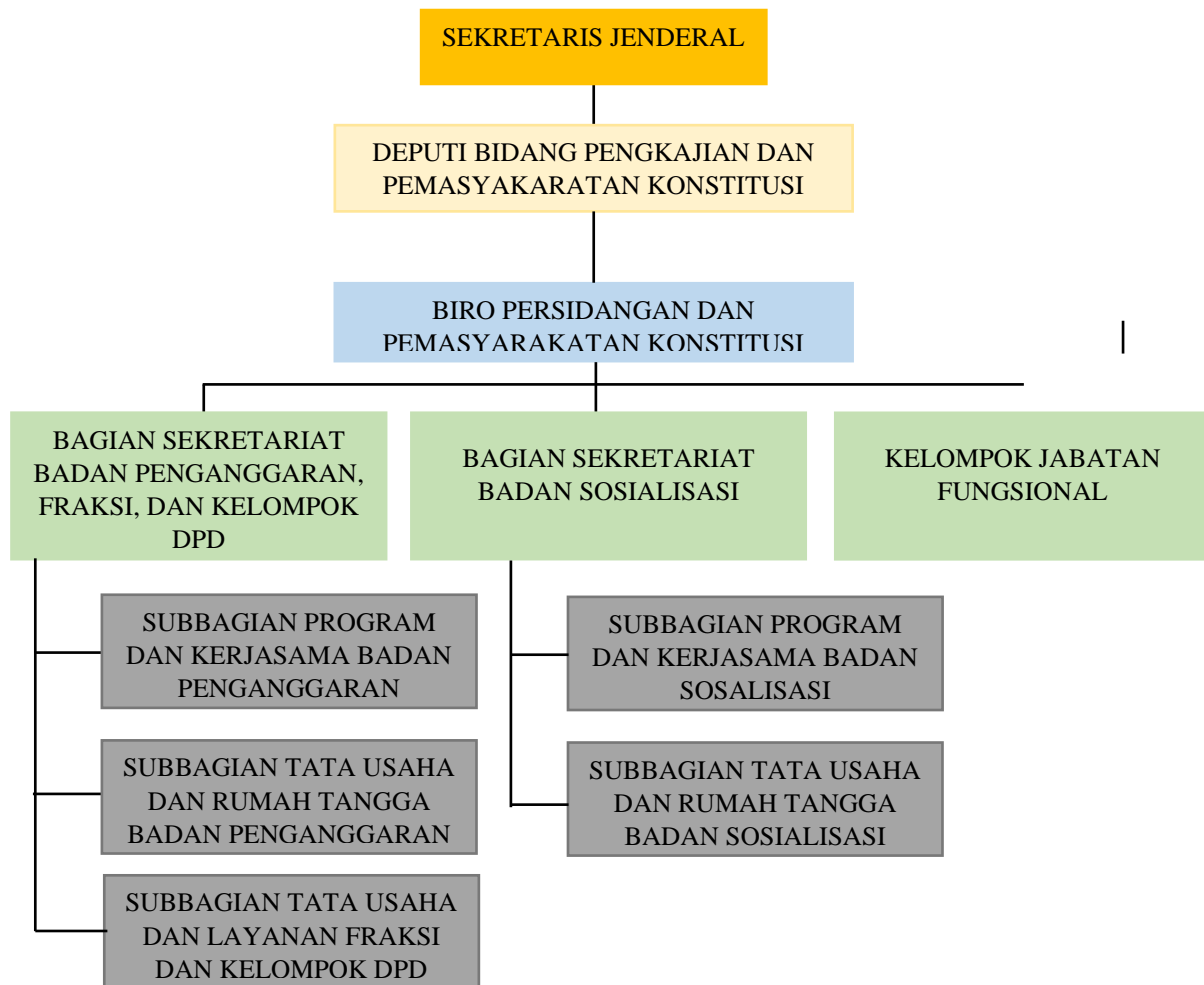 SEKRETARIS JENDERAL
DEPUTI BIDANG PENGKAJIAN DAN
PEMASYAKARATAN KONSTITUSI
BIRO PERSIDANGAN DAN
PEMASYARAKATAN KONSTITUSI
BAGIAN SEKRETARIAT
BADAN PENGANGGARAN,
FRAKSI, DAN KELOMPOK
DPD
BAGIAN SEKRETARIAT
BADAN SOSIALISASI
KELOMPOK JABATAN
FUNGSIONAL
SUBBAGIAN PROGRAM
DAN KERJASAMA BADAN
PENGANGGARAN
SUBBAGIAN TATA USAHA
DAN RUMAH TANGGA
BADAN PENGANGGARAN
SUBBAGIAN TATA USAHA
DAN LAYANAN FRAKSI
DAN KELOMPOK DPD
SUBBAGIAN PROGRAM
DAN KERJASAMA BADAN
SOSALISASI
SUBBAGIAN TATA USAHA
DAN RUMAH TANGGA
BADAN SOSIALISASI